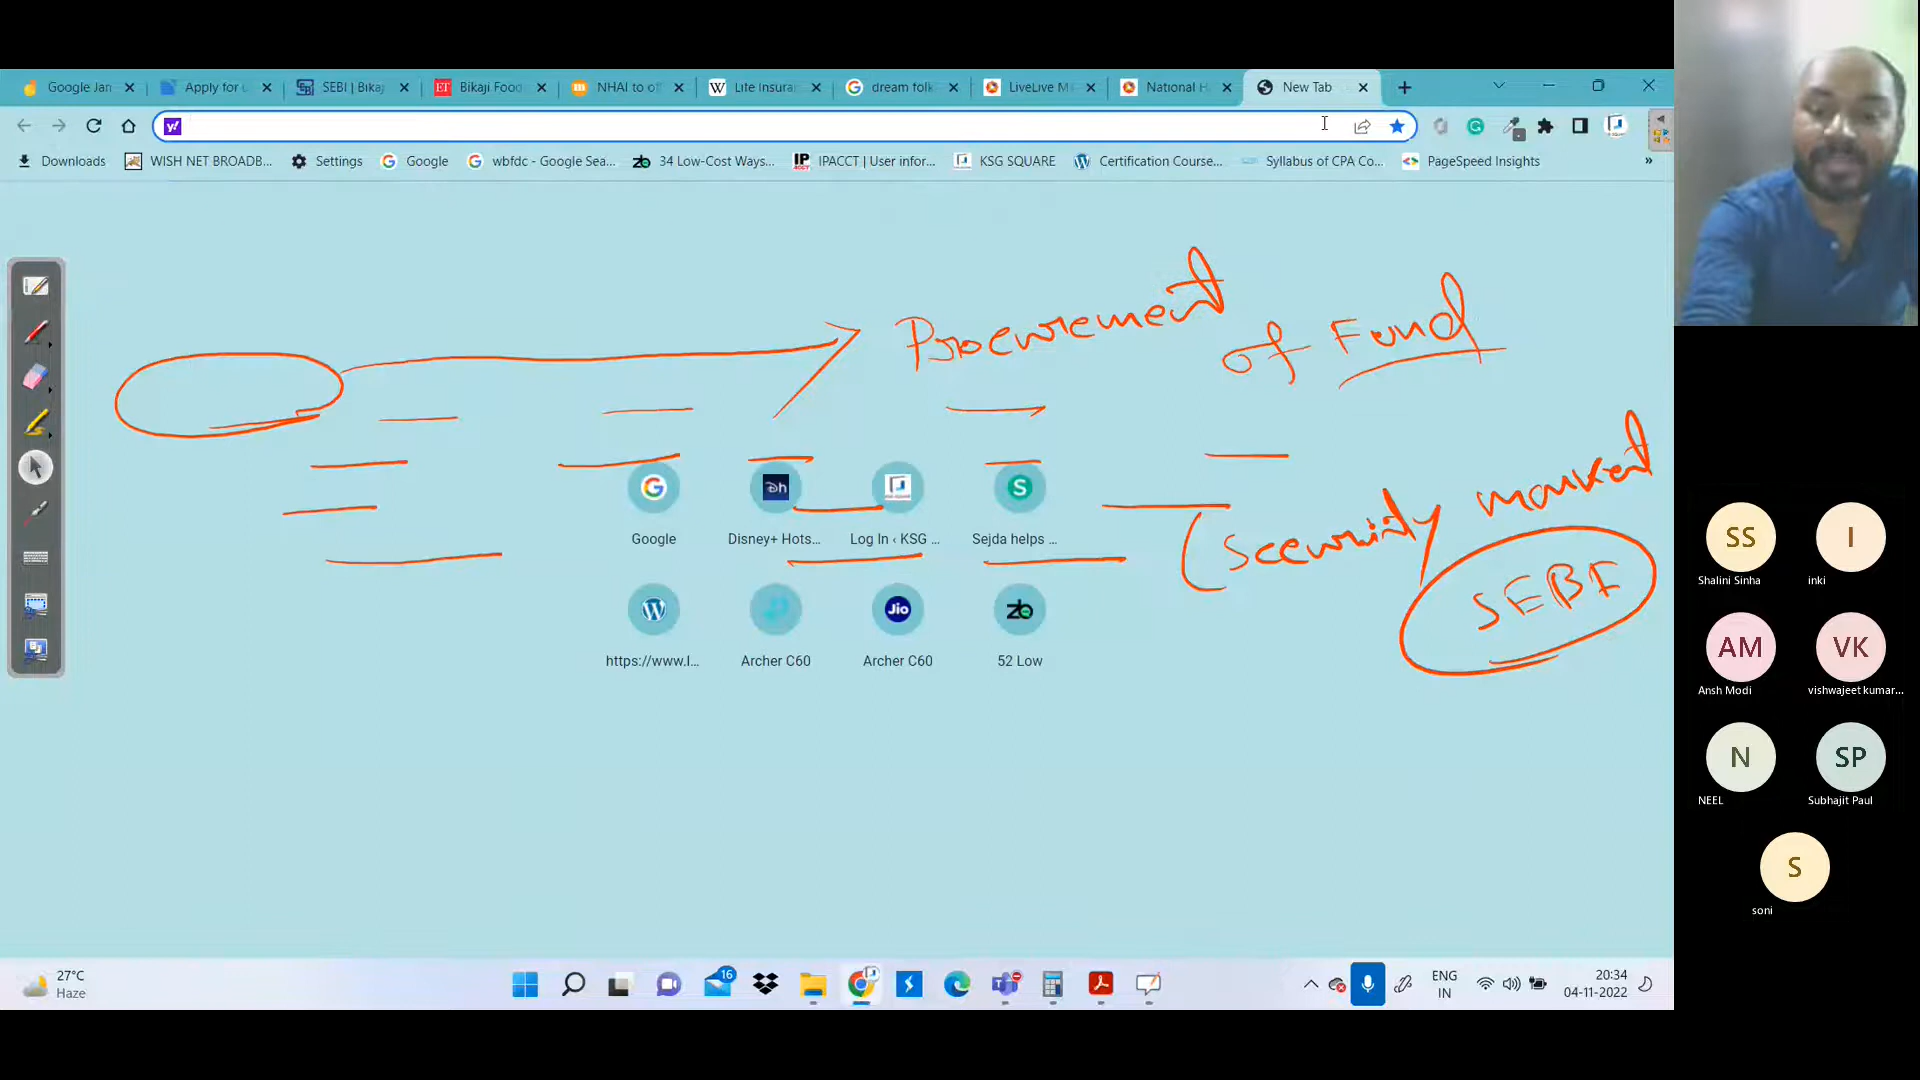 Google Jan
Apply for U
SEBI | Bikaj
Bikaji Food
NHAI to of
Life Insuran
dream folk
LiveLive M
National H
New Tab
Downloads
WISH NET BROADB...
Settings
Google
wbfdc - Google Sea...
34 Low-Cost Ways...
IPACCT | User infor...
KSG SQUARE
Certification Course...
Syllabus of CPA Co...
PageSpeed Insights
»
Procurement
of Fund
(Security market
SEBI
Google
Disney+ Hots...
Log In ‹ KSG ...
Sejda helps ...
https://www.l...
Archer C60
Archer C60
52 Low
SS
Shalini Sinha
I
inki
AM
Ansh Modi
VK
vishwajeet kumar...
N
NEEL
SP
Subhajit Paul
S
soni
27°C
Haze
16
ENG
IN
20:34
04-11-2022